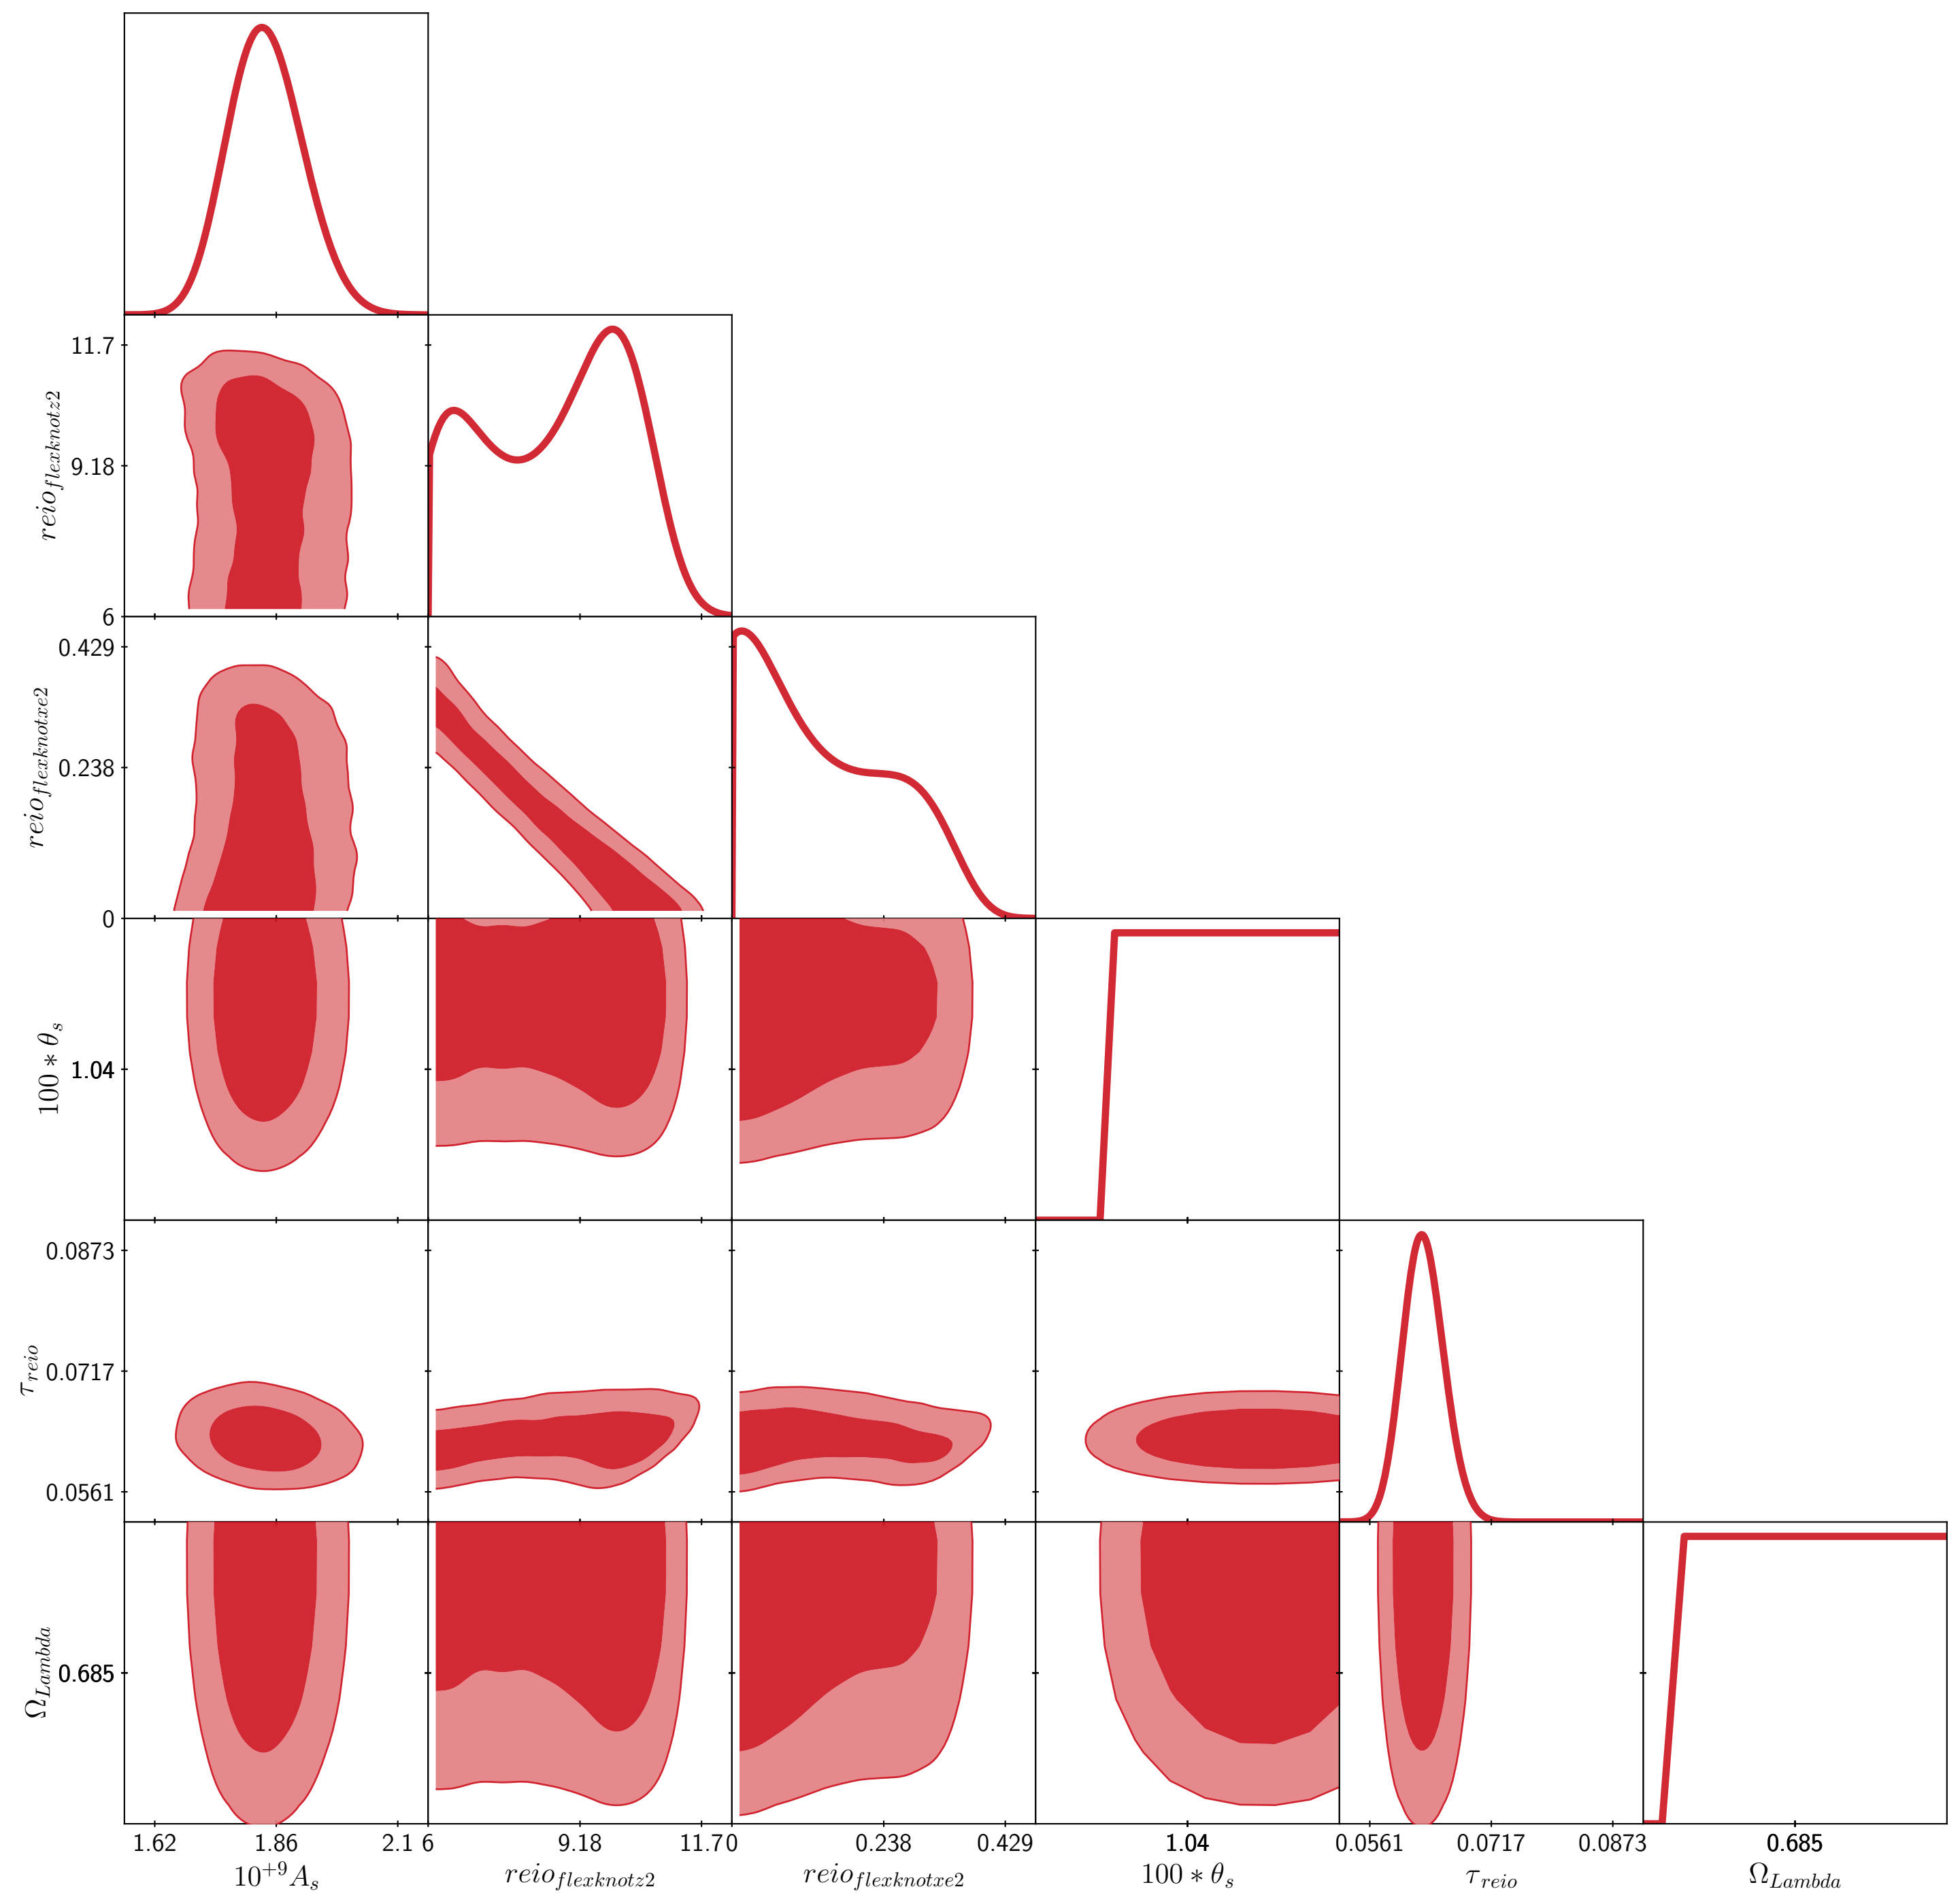 11.7
9.18
6
reio_{flexknotz2}
0.429
0.238
0
reio_{flexknotxe2}
1.04
100 * θ_s
0.0873
0.0717
0.0561
τ_{reio}
0.685
Ω_{Lambda}
1.62 1.86 2.1 6 9.18 11.7 0 0.238 0.429 1.04 0.0561 0.0717 0.0873 0.685
10^{+9}A_s reio_{flexknotz2} reio_{flexknotxe2} 100 * θ_s τ_{reio} Ω_{Lambda}